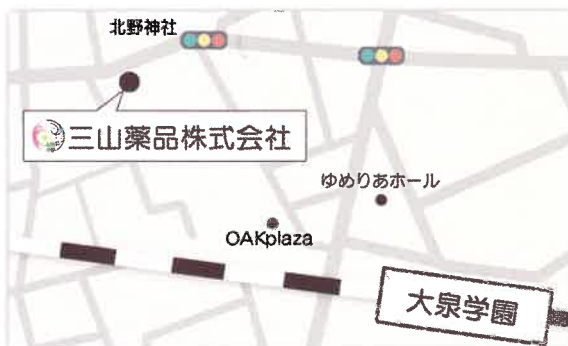 北野神社
三山薬品株式会社
ゆめりあホール
OAKplaza
大泉学園